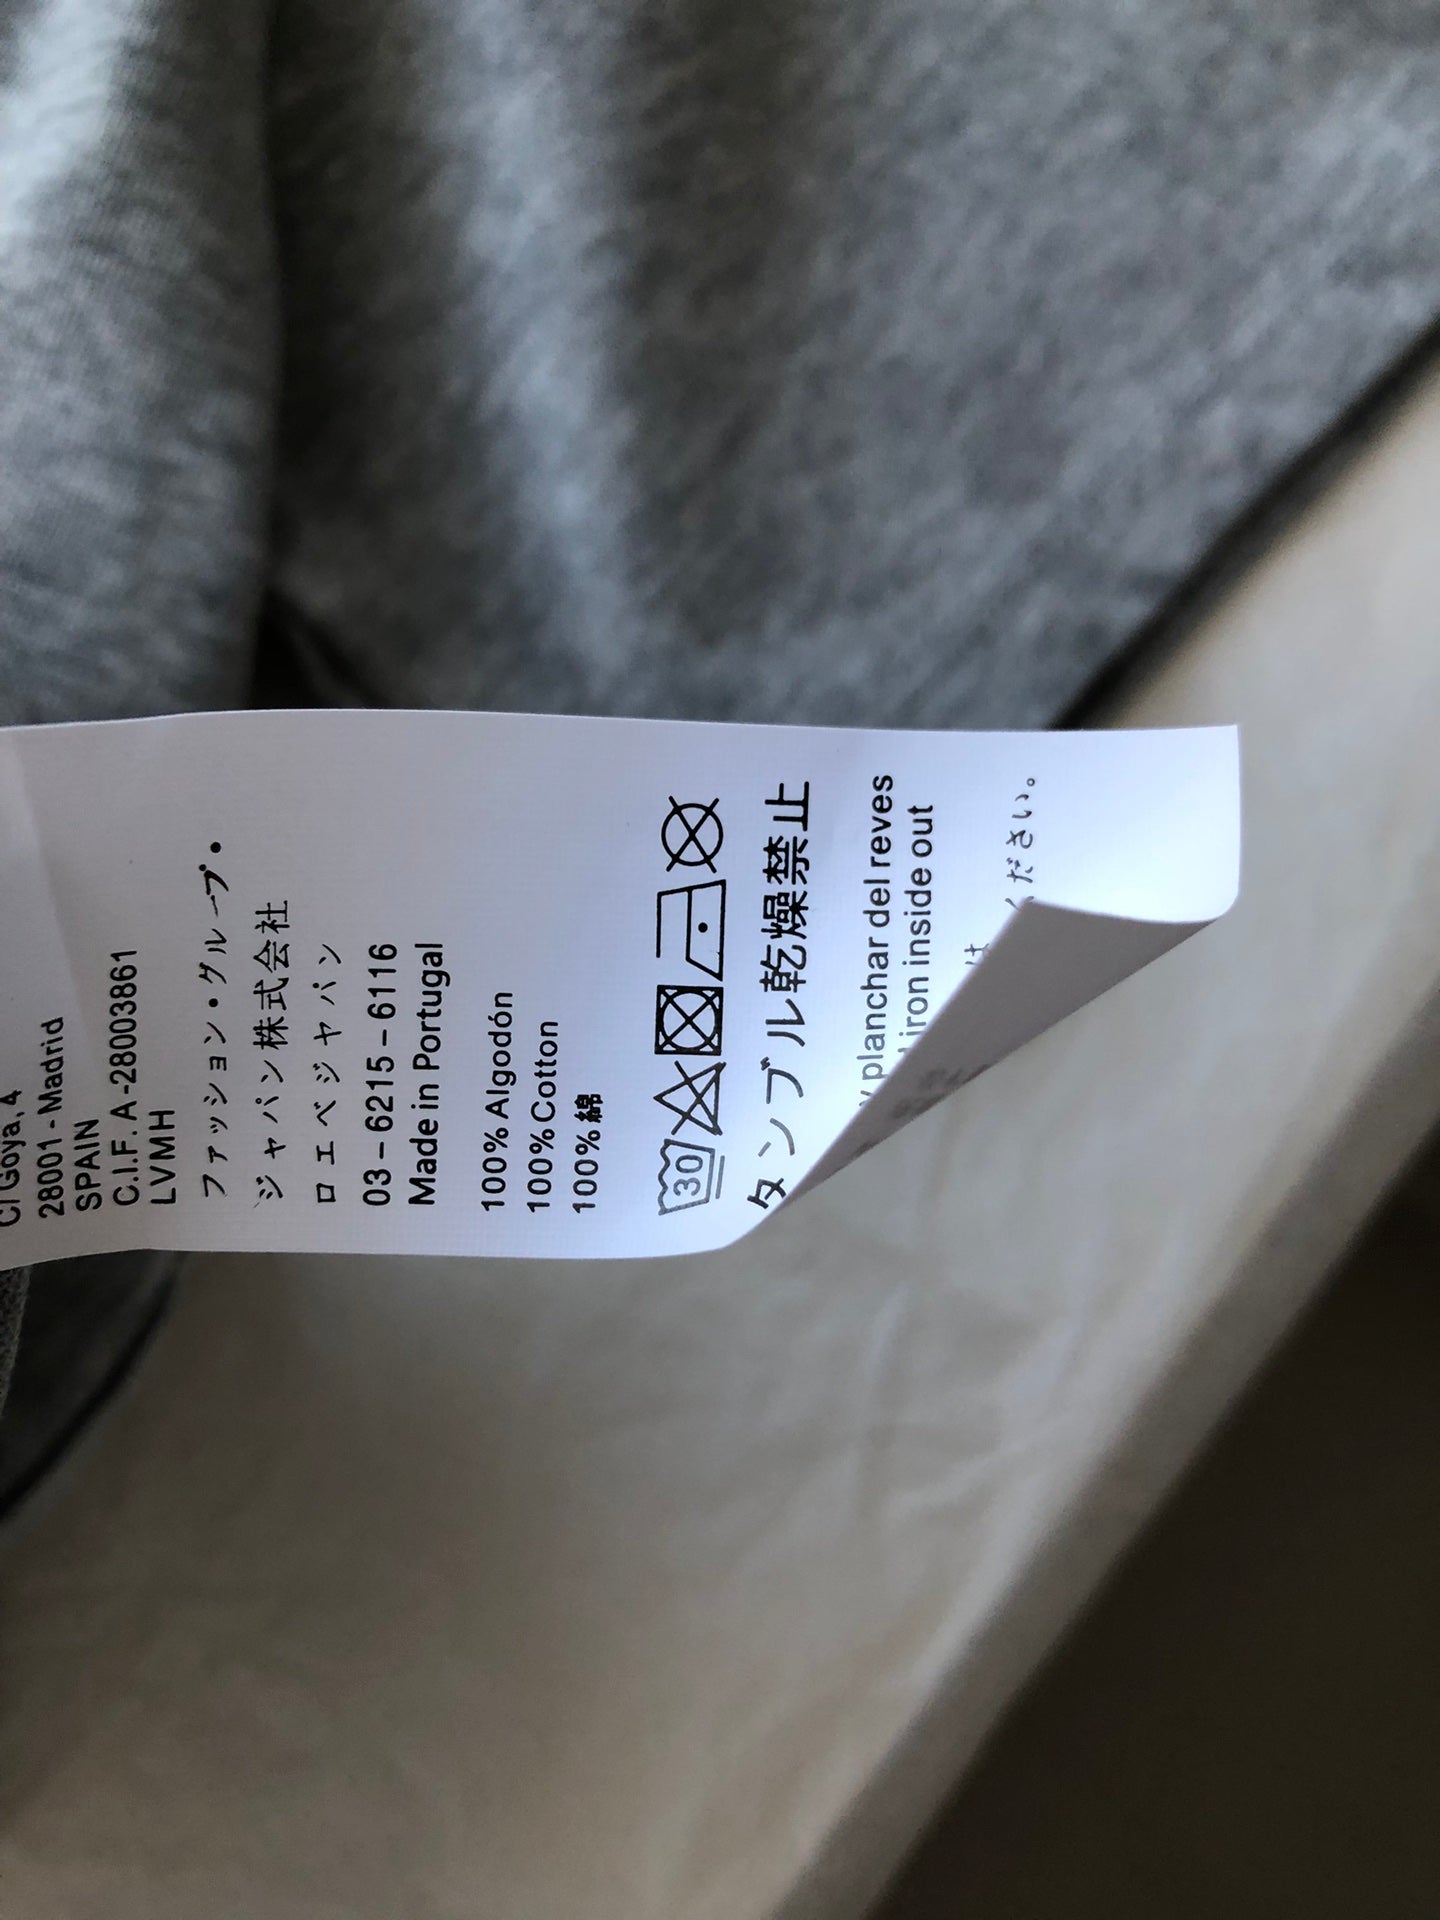 C/ Goya, 4
28001 - Madrid
SPAIN
C.I.F. A -28003861
LVMH
ファッション・グループ・
ジャパン株式会社
ロエベジャパン
03 – 6215 – 6116
Made in Portugal
100% Algodón
100% Cotton
100% 綿
30
タンブル乾燥禁止
y planchar del reves
iron inside out
は
ください。